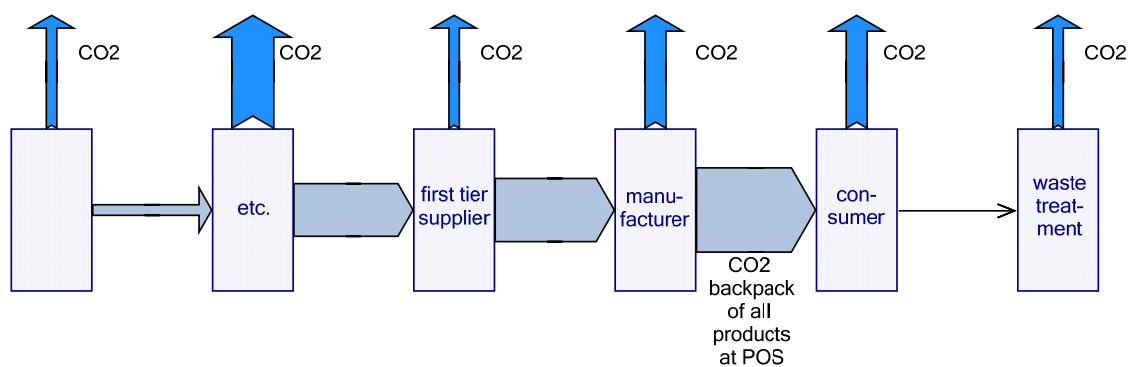 CO2
CO2
CO2
CO2
CO2
CO2
etc.
first tier
supplier
manu-
facturer
con-
sumer
waste
treat-
ment
CO2
backpack
of all
products
at POS